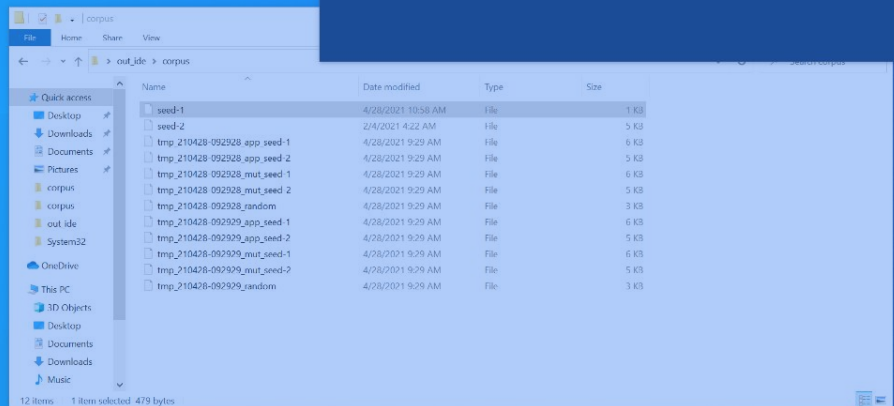 corpus
File Home Share View
out_ide > corpus
Search corpus
Name Date modified Type Size
Quick access
Desktop
Downloads
Documents
Pictures
corpus
corpus
out ide
System32
OneDrive
This PC
3D Objects
Desktop
Documents
Downloads
Music
seed-1 4/28/2021 10:58 AM File 1 KB
seed-2 2/4/2021 4:22 AM File 5 KB
tmp_210428-092928_app_seed-1 4/28/2021 9:29 AM File 6 KB
tmp_210428-092928_app_seed-2 4/28/2021 9:29 AM File 5 KB
tmp_210428-092928_mut_seed-1 4/28/2021 9:29 AM File 6 KB
tmp_210428-092928_mut_seed-2 4/28/2021 9:29 AM File 5 KB
tmp_210428-092928_random 4/28/2021 9:29 AM File 3 KB
tmp_210428-092929_app_seed-1 4/28/2021 9:29 AM File 6 KB
tmp_210428-092929_app_seed-2 4/28/2021 9:29 AM File 5 KB
tmp_210428-092929_mut_seed-1 4/28/2021 9:29 AM File 6 KB
tmp_210428-092929_mut_seed-2 4/28/2021 9:29 AM File 5 KB
tmp_210428-092929_random 4/28/2021 9:29 AM File 3 KB
12 items 1 item selected 479 bytes